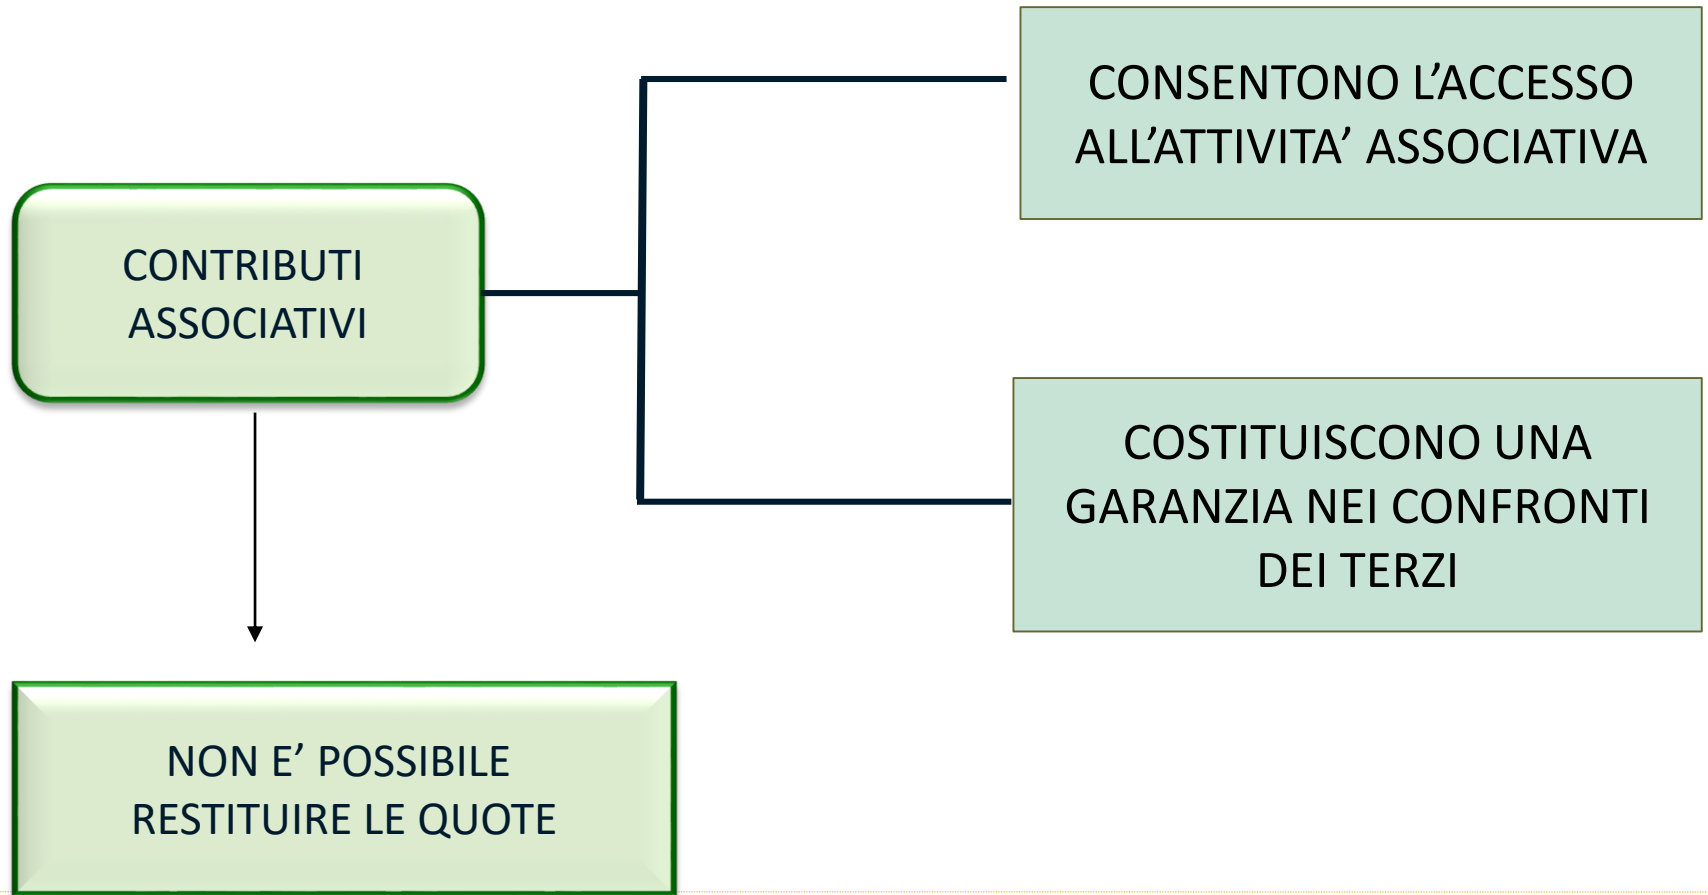 CONTRIBUTI
ASSOCIATIVI
CONSENTONO L’ACCESSO
ALL’ATTIVITA’ ASSOCIATIVA
COSTITUISCONO UNA
GARANZIA NEI CONFRONTI
DEI TERZI
NON E’ POSSIBILE
RESTITUIRE LE QUOTE